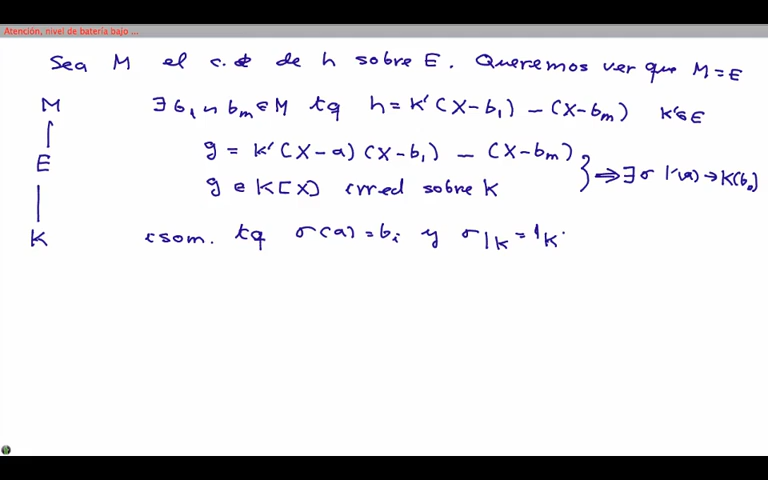 Atención, nivel de batería bajo ...
Sea M el c. de h sobre E. Queremos ver que M = E
M ∃ b₁ , , bₘ ∈ M tq h = k'(X-b₁) — (X-bₘ) k' ∈ E
E g = k'(X-a)(X-b₁) — (X-bₘ)
g ∈ K[X] irred sobre K } ⟹ ∃ σ K(a) → K(bᵢ)
K isom. tq σ(a) = bᵢ y σ|K = 1K.